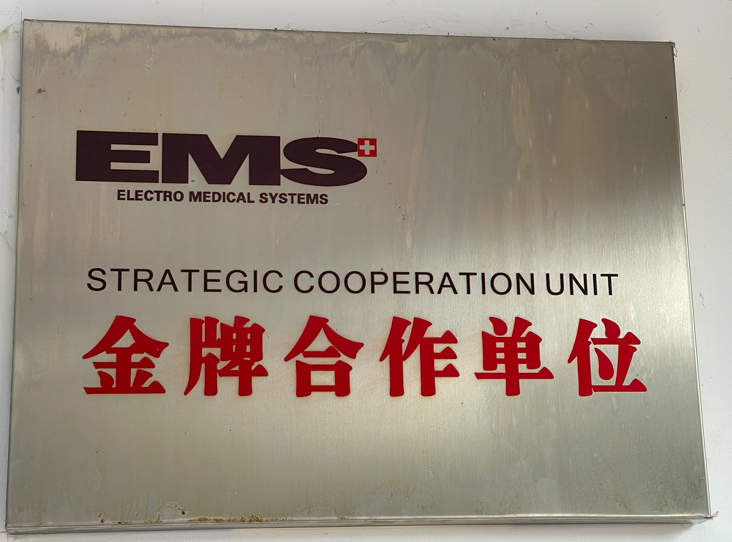 EMS
ELECTRO MEDICAL SYSTEMS
STRATEGIC COOPERATION UNIT
金牌合作单位